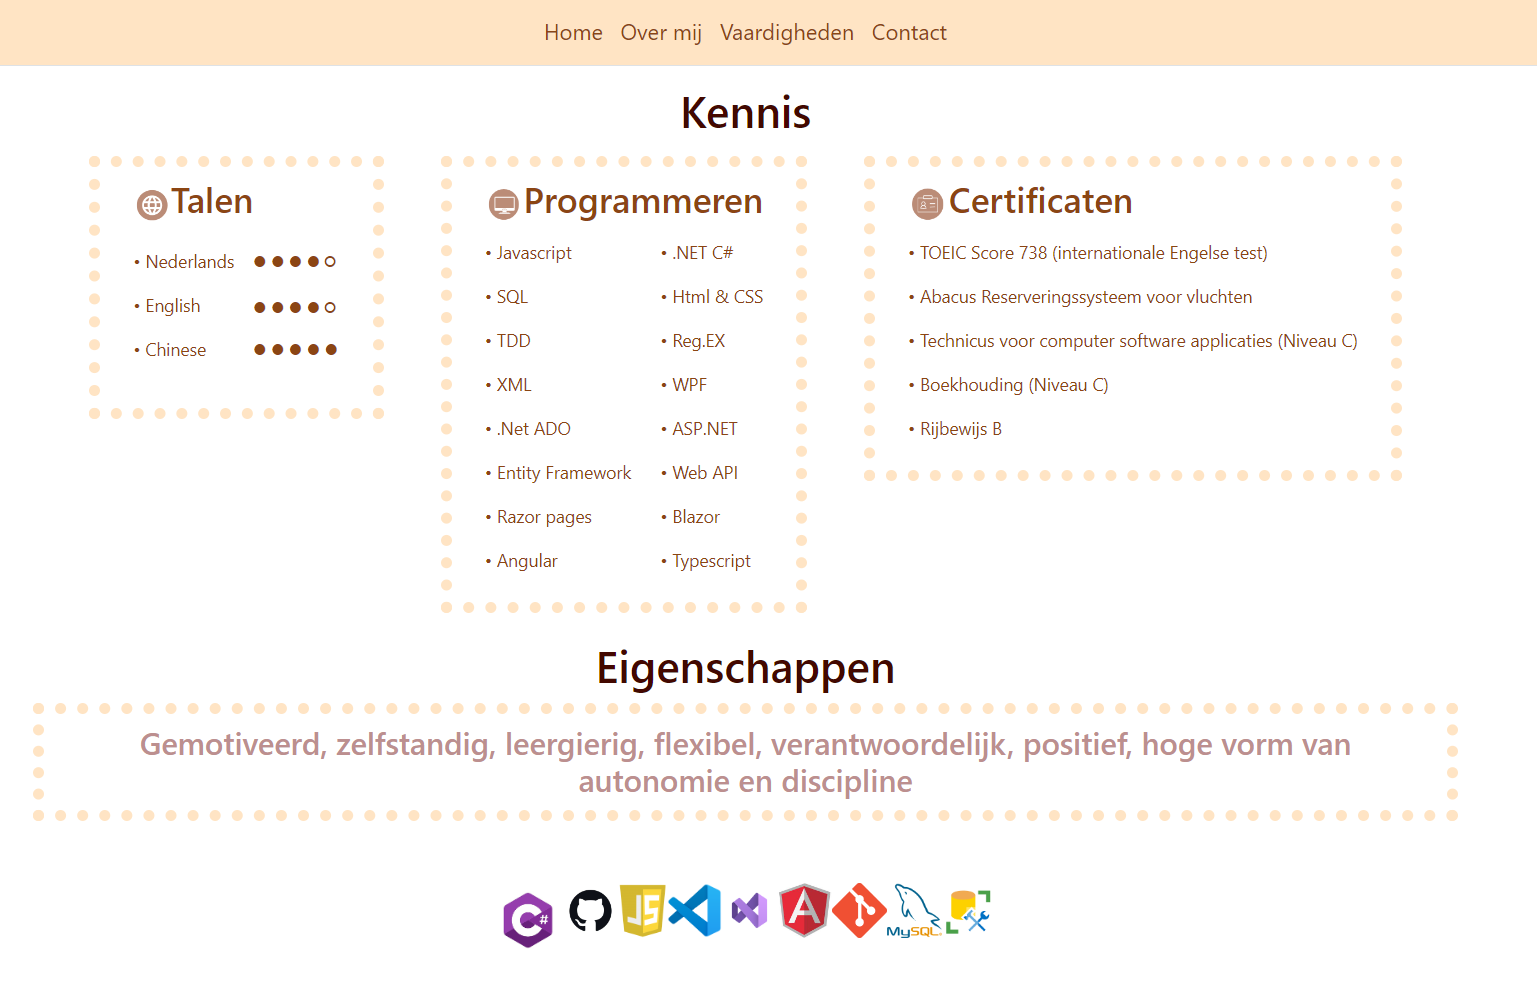 Home Over mij Vaardigheden Contact
Kennis
Talen
• Nederlands
• English
• Chinese
Programmeren
• Javascript
• SQL
• TDD
• XML
• .Net ADO
• Entity Framework
• Razor pages
• Angular
• .NET C#
• Html & CSS
• Reg.EX
• WPF
• ASP.NET
• Web API
• Blazor
• Typescript
Certificaten
• TOEIC Score 738 (internationale Engelse test)
• Abacus Reserveringssysteem voor vluchten
• Technicus voor computer software applicaties (Niveau C)
• Boekhouding (Niveau C)
• Rijbewijs B
Eigenschappen
Gemotiveerd, zelfstandig, leergierig, flexibel, verantwoordelijk, positief, hoge vorm van
autonomie en discipline
C# JS A MySQL